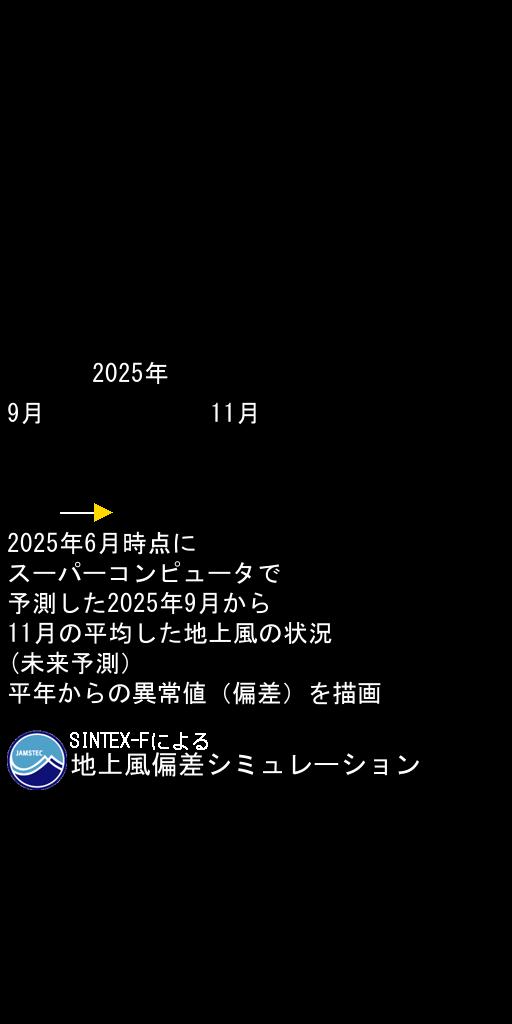 2025年
9月 11月
2025年6月時点に
スーパーコンピュータで
予測した2025年9月から
11月の平均した地上風の状況
(未来予測)
平年からの異常値（偏差）を描画
JAMSTEC
SINTEX-Fによる
地上風偏差シミュレーション